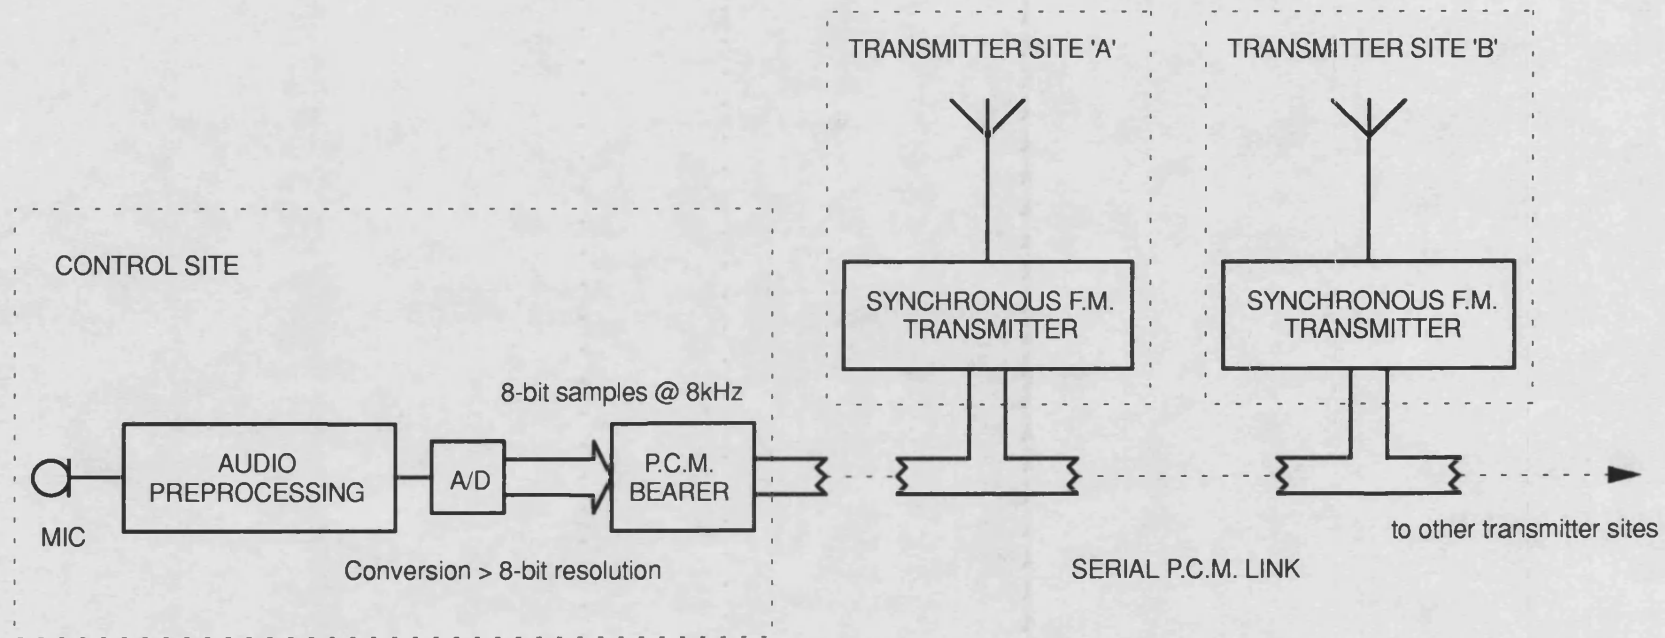 TRANSMITTER SITE 'A'
TRANSMITTER SITE 'B'
CONTROL SITE
SYNCHRONOUS F.M.
TRANSMITTER
SYNCHRONOUS F.M.
TRANSMITTER
8-bit samples @ 8kHz
AUDIO
PREPROCESSING
A/D
P.C.M.
BEARER
MIC
to other transmitter sites
Conversion > 8-bit resolution
SERIAL P.C.M. LINK